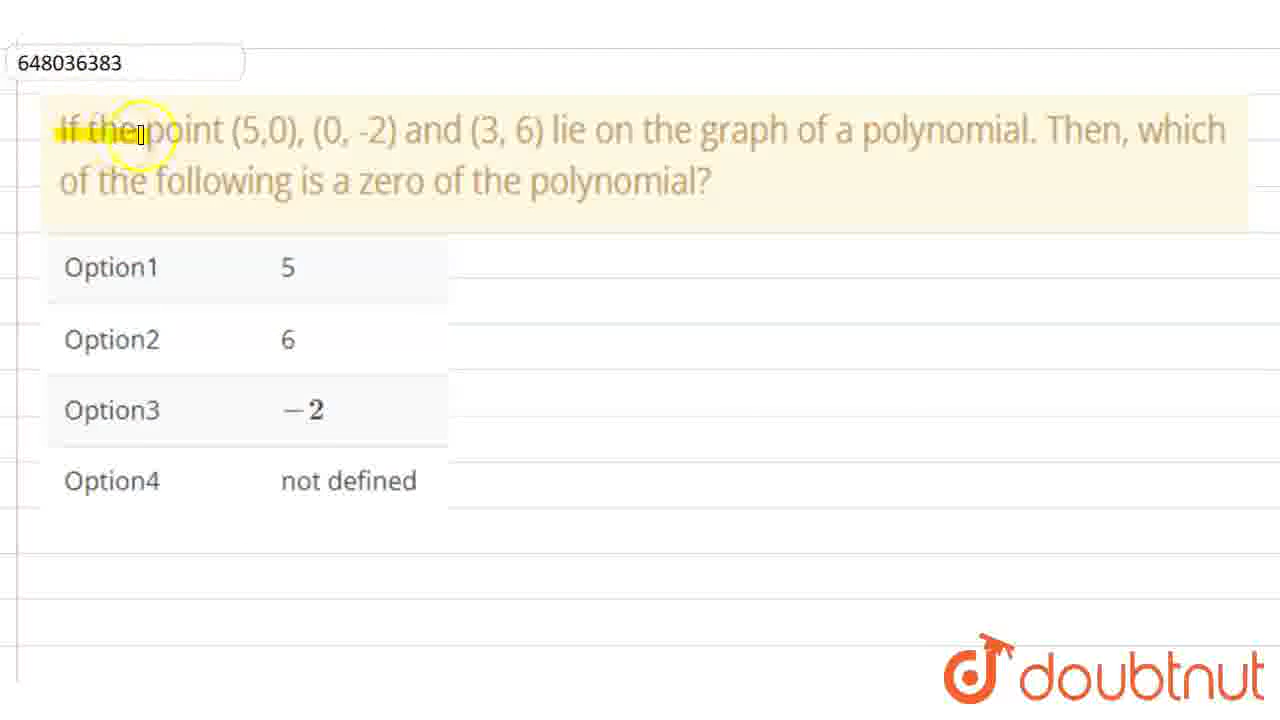 648036383
If the point (5,0), (0, -2) and (3, 6) lie on the graph of a polynomial. Then, which
of the following is a zero of the polynomial?
Option1 5
Option2 6
Option3 −2
Option4 not defined
doubtnut